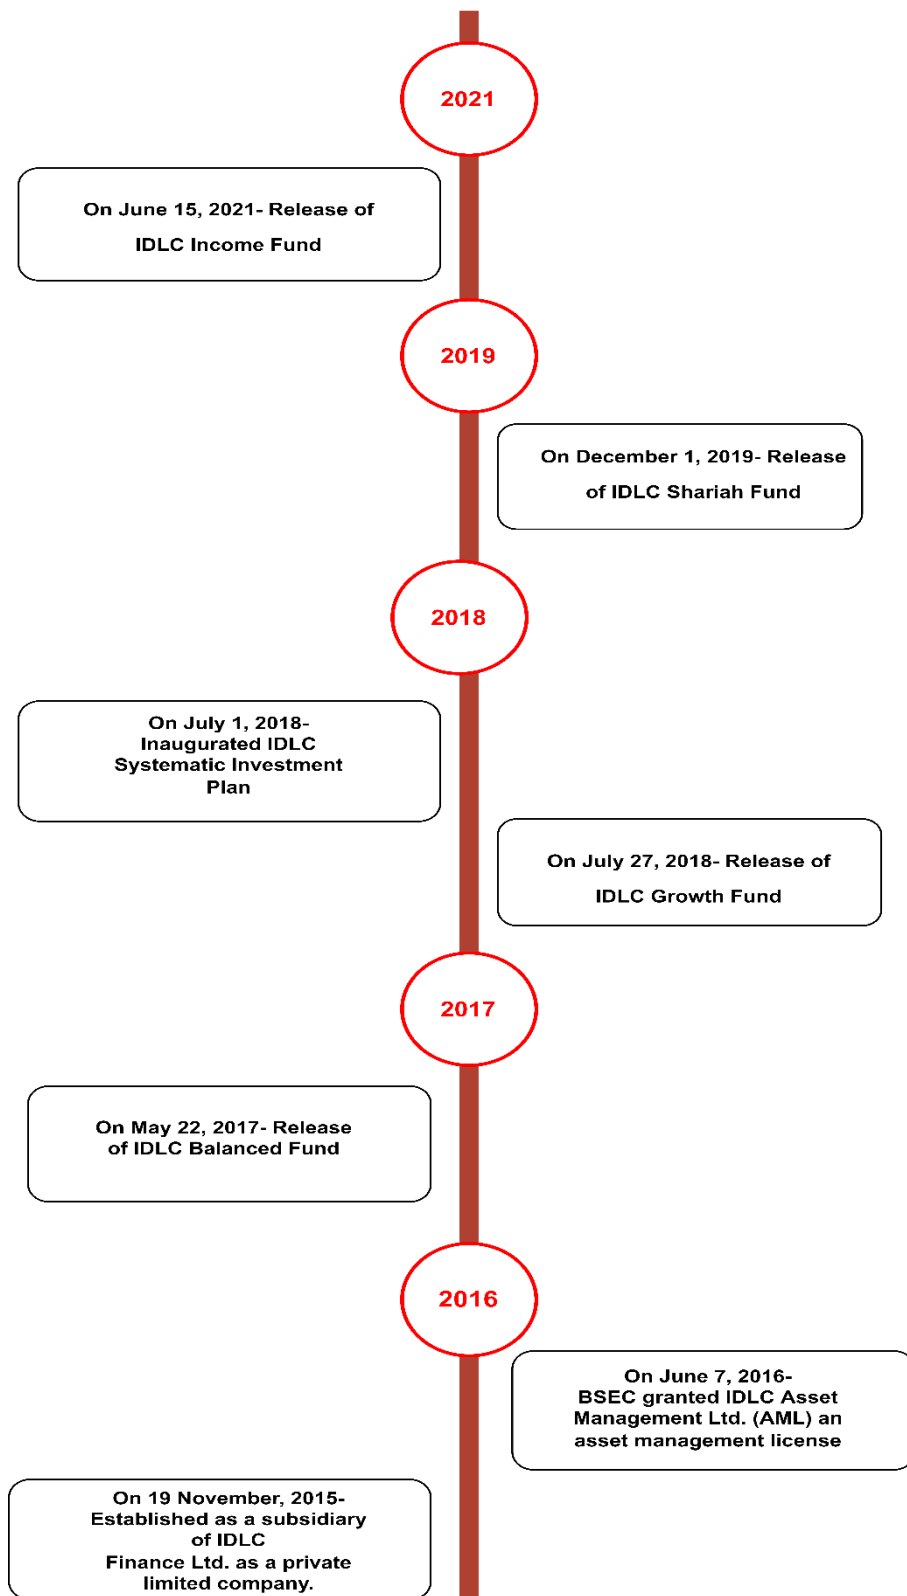 2021
On June 15, 2021- Release of
IDLC Income Fund
2019
On December 1, 2019- Release
of IDLC Shariah Fund
2018
On July 1, 2018-
Inaugurated IDLC
Systematic Investment
Plan
On July 27, 2018- Release of
IDLC Growth Fund
2017
On May 22, 2017- Release
of IDLC Balanced Fund
2016
On June 7, 2016-
BSEC granted IDLC Asset
Management Ltd. (AML) an
asset management license
On 19 November, 2015-
Established as a subsidiary
of IDLC
Finance Ltd. as a private
limited company.